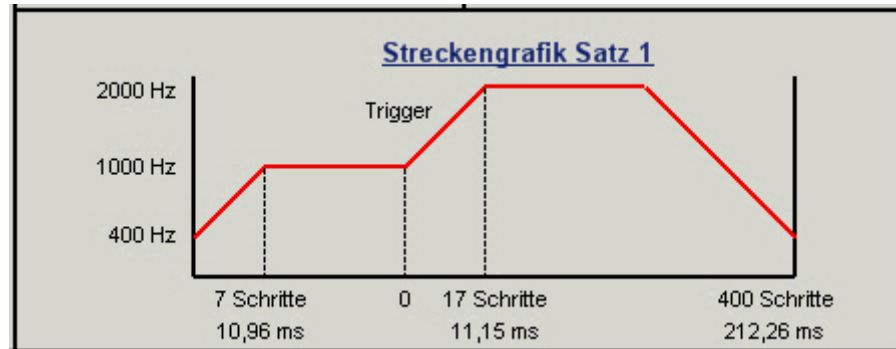 Streckengrafik Satz 1
2000 Hz
Trigger
1000 Hz
400 Hz
7 Schritte 0 17 Schritte 400 Schritte
10,96 ms 11,15 ms 212,26 ms